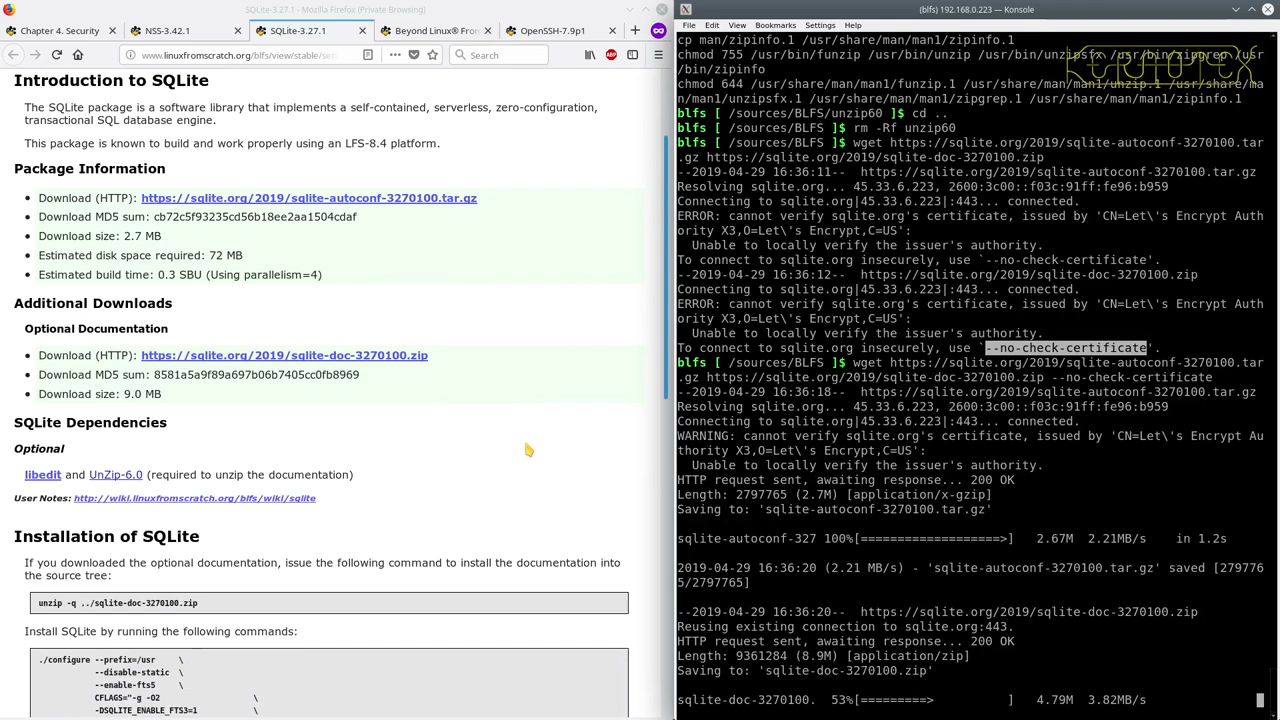 SQLite-3.27.1 - Mozilla Firefox (Private Browsing)
Chapter 4. Security
NSS-3.42.1
SQLite-3.27.1
Beyond Linux® From
OpenSSH-7.9p1
www.linuxfromscratch.org/blfs/view/stable/ser
Search
Introduction to SQLite
The SQLite package is a software library that implements a self-contained, serverless, zero-configuration,
transactional SQL database engine.
This package is known to build and work properly using an LFS-8.4 platform.
Package Information
Download (HTTP): https://sqlite.org/2019/sqlite-autoconf-3270100.tar.gz
Download MD5 sum: cb72c5f93235cd56b18ee2aa1504cdaf
Download size: 2.7 MB
Estimated disk space required: 72 MB
Estimated build time: 0.3 SBU (Using parallelism=4)
Additional Downloads
Optional Documentation
Download (HTTP): https://sqlite.org/2019/sqlite-doc-3270100.zip
Download MD5 sum: 8581a5a9f89a697b06b7405cc0fb8969
Download size: 9.0 MB
SQLite Dependencies
Optional
libedit and UnZip-6.0 (required to unzip the documentation)
User Notes: http://wiki.linuxfromscratch.org/blfs/wiki/sqlite
Installation of SQLite
If you downloaded the optional documentation, issue the following command to install the documentation into
the source tree:
unzip -q ../sqlite-doc-3270100.zip
Install SQLite by running the following commands:
./configure --prefix=/usr \
--disable-static \
--enable-fts5 \
CFLAGS="-g -O2 \
-DSQLITE_ENABLE_FTS3=1 \
(blfs) 192.168.0.223 — Konsole
File Edit View Bookmarks Settings Help
cp man/zipinfo.1 /usr/share/man/man1/zipinfo.1
chmod 755 /usr/bin/funzip /usr/bin/unzip /usr/bin/unzipsfx /usr/bin/zipgrep /usr
/bin/zipinfo
chmod 644 /usr/share/man/man1/funzip.1 /usr/share/man/man1/unzip.1 /usr/share/ma
n/man1/unzipsfx.1 /usr/share/man/man1/zipgrep.1 /usr/share/man/man1/zipinfo.1
blfs [ /sources/BLFS/unzip60 ]$ cd ..
blfs [ /sources/BLFS ]$ rm -Rf unzip60
blfs [ /sources/BLFS ]$ wget https://sqlite.org/2019/sqlite-autoconf-3270100.tar
.gz https://sqlite.org/2019/sqlite-doc-3270100.zip
--2019-04-29 16:36:11-- https://sqlite.org/2019/sqlite-autoconf-3270100.tar.gz
Resolving sqlite.org... 45.33.6.223, 2600:3c00::f03c:91ff:fe96:b959
Connecting to sqlite.org|45.33.6.223|:443... connected.
ERROR: cannot verify sqlite.org's certificate, issued by 'CN=Let\'s Encrypt Auth
ority X3,O=Let\'s Encrypt,C=US':
Unable to locally verify the issuer's authority.
To connect to sqlite.org insecurely, use `--no-check-certificate'.
--2019-04-29 16:36:12-- https://sqlite.org/2019/sqlite-doc-3270100.zip
Connecting to sqlite.org|45.33.6.223|:443... connected.
ERROR: cannot verify sqlite.org's certificate, issued by 'CN=Let\'s Encrypt Auth
ority X3,O=Let\'s Encrypt,C=US':
Unable to locally verify the issuer's authority.
To connect to sqlite.org insecurely, use `--no-check-certificate'.
blfs [ /sources/BLFS ]$ wget https://sqlite.org/2019/sqlite-autoconf-3270100.tar
.gz https://sqlite.org/2019/sqlite-doc-3270100.zip --no-check-certificate
--2019-04-29 16:36:18-- https://sqlite.org/2019/sqlite-autoconf-3270100.tar.gz
Resolving sqlite.org... 45.33.6.223, 2600:3c00::f03c:91ff:fe96:b959
Connecting to sqlite.org|45.33.6.223|:443... connected.
WARNING: cannot verify sqlite.org's certificate, issued by 'CN=Let\'s Encrypt Au
thority X3,O=Let\'s Encrypt,C=US':
Unable to locally verify the issuer's authority.
HTTP request sent, awaiting response... 200 OK
Length: 2797765 (2.7M) [application/x-gzip]
Saving to: 'sqlite-autoconf-3270100.tar.gz'
sqlite-autoconf-327 100%[===================>] 2.67M 2.21MB/s in 1.2s
2019-04-29 16:36:20 (2.21 MB/s) - 'sqlite-autoconf-3270100.tar.gz' saved [279776
5/2797765]
--2019-04-29 16:36:20-- https://sqlite.org/2019/sqlite-doc-3270100.zip
Reusing existing connection to sqlite.org:443.
HTTP request sent, awaiting response... 200 OK
Length: 9361284 (8.9M) [application/zip]
Saving to: 'sqlite-doc-3270100.zip'
sqlite-doc-3270100. 53%[=========> ] 4.79M 3.82MB/s